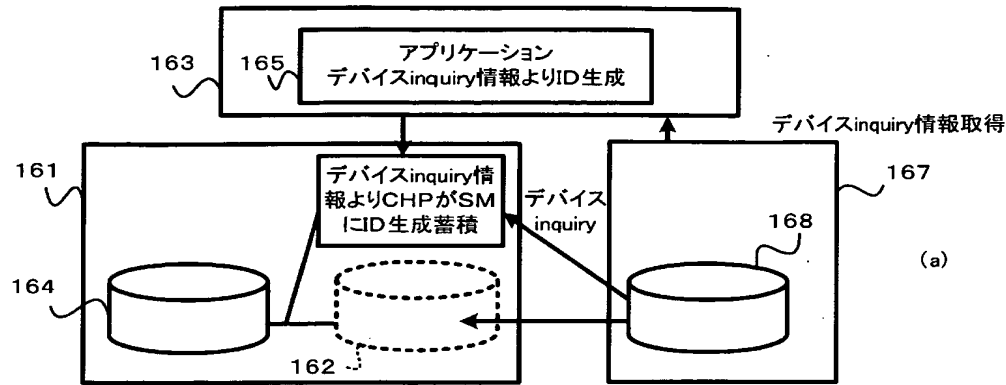 アプリケーション
デバイスinquiry情報よりID生成
163
165
デバイスinquiry情報取得
161
デバイスinquiry情
報よりCHPがSM
にID生成蓄積
デバイス
inquiry
167
168
(a)
164
162